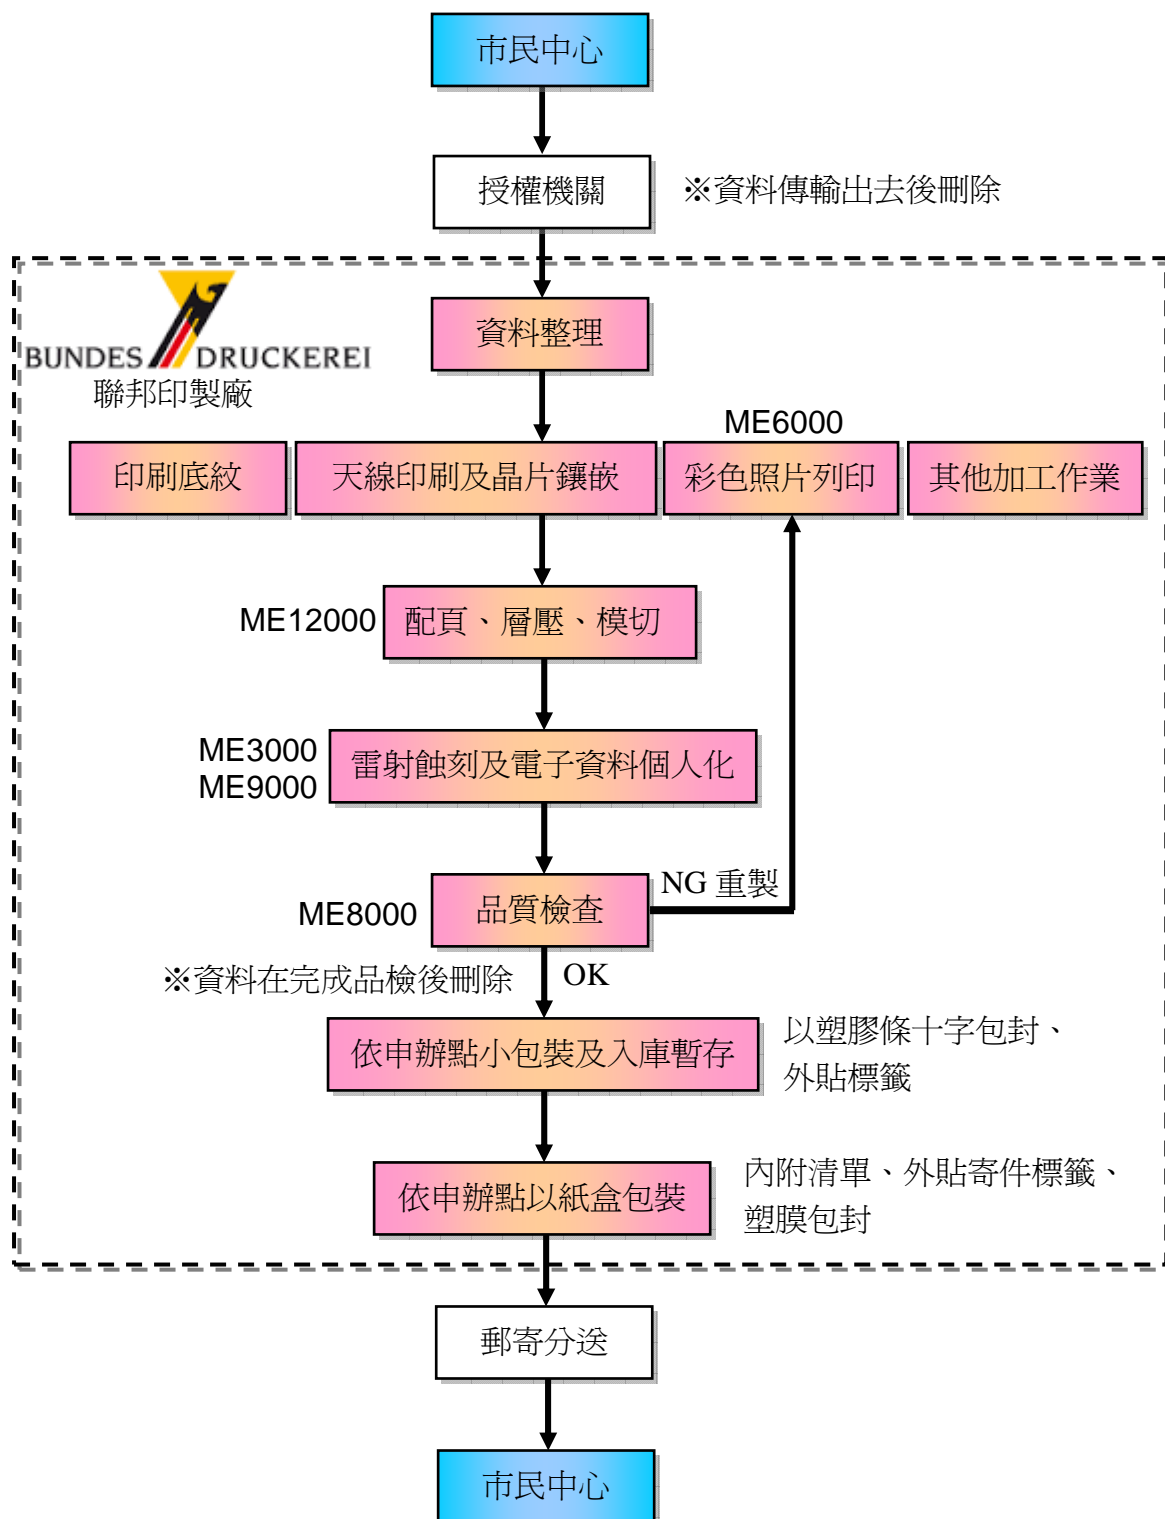 市民中心
授權機關
※資料傳輸出去後刪除
BUNDES DRUCKEREI
聯邦印製廠
資料整理
ME6000
印刷底紋
天線印刷及晶片鑲嵌
彩色照片列印
其他加工作業
ME12000
配頁、層壓、模切
ME3000
ME9000
雷射蝕刻及電子資料個人化
ME8000
品質檢查
NG 重製
※資料在完成品檢後刪除
OK
依申辦點小包裝及入庫暫存
以塑膠條十字包封、
外貼標籤
依申辦點以紙盒包裝
內附清單、外貼寄件標籤、
塑膜包封
郵寄分送
市民中心